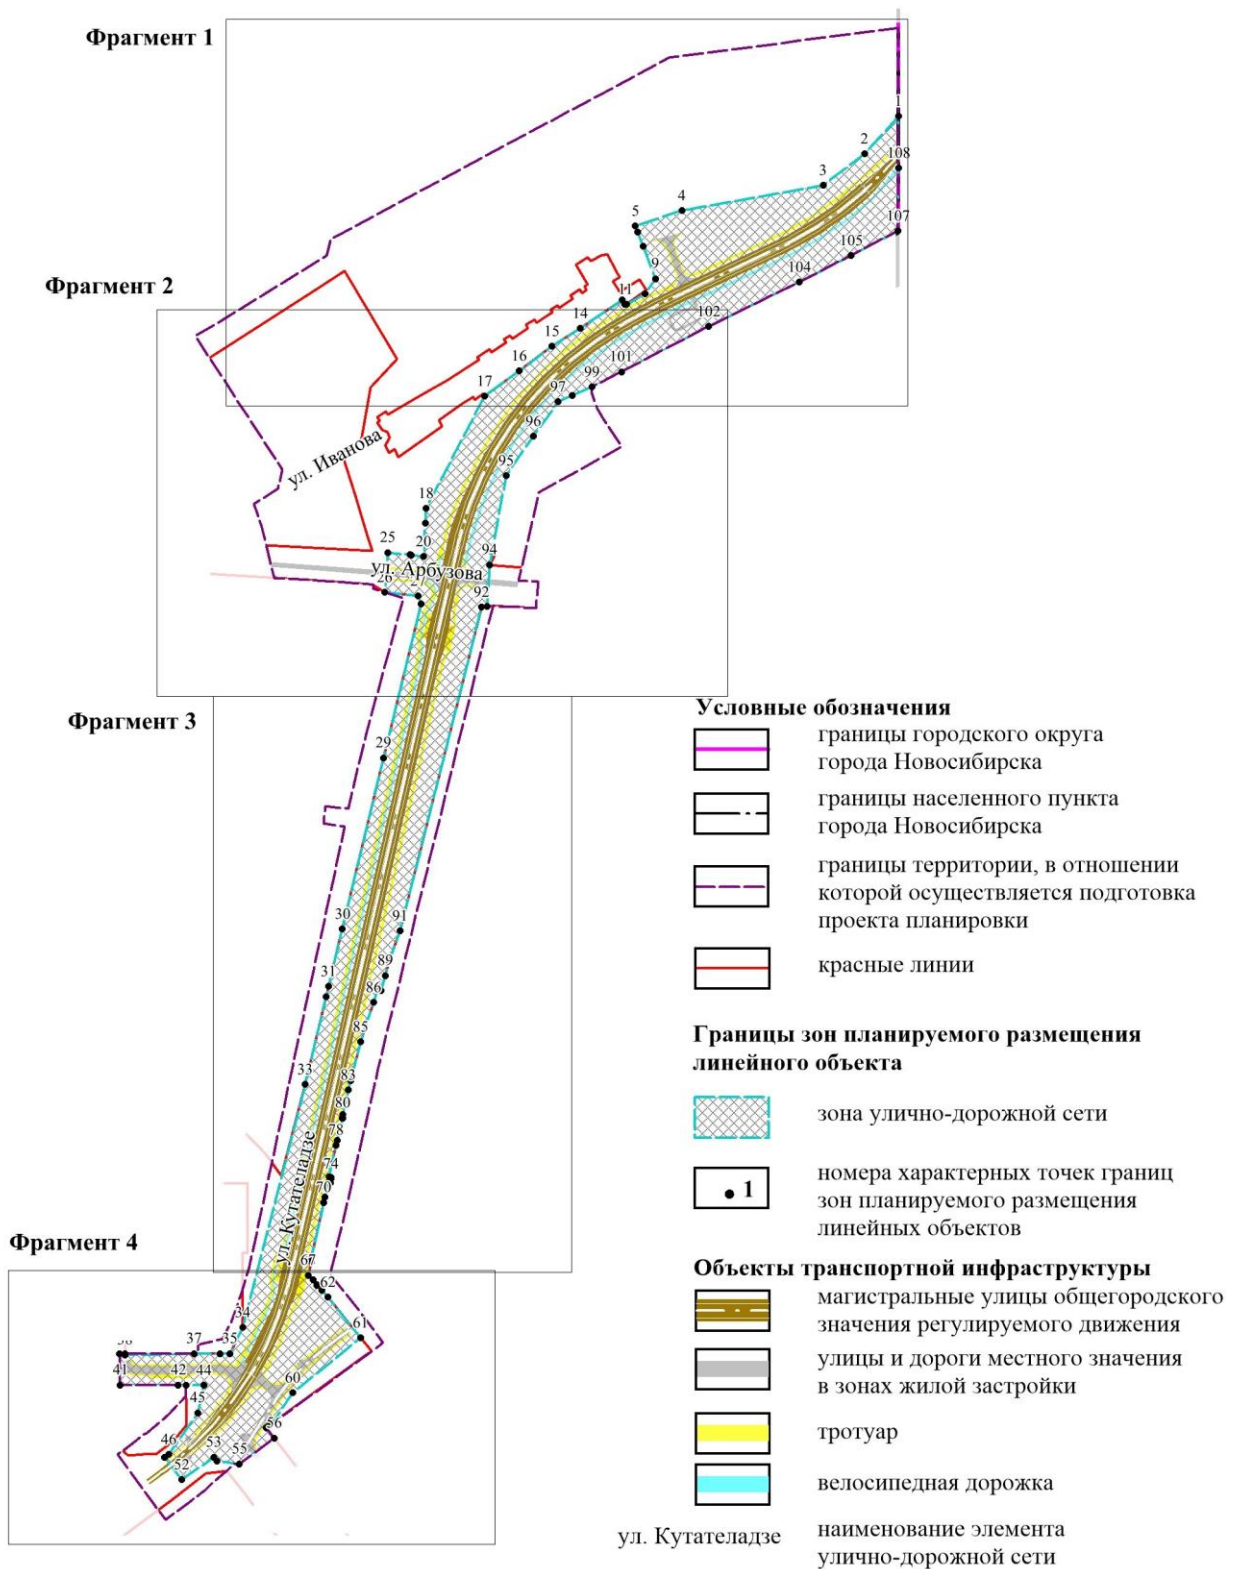 Фрагмент 1
1
2
108
3
4
5
107
105
9
104
Фрагмент 2
11
102
14
15
101
16
99
17
97
96
ул. Иванова
95
18
25
20
94
ул. Арбузова
26
92
Условные обозначения
Фрагмент 3
границы городского округа
города Новосибирска
29
границы населенного пункта
города Новосибирска
границы территории, в отношении
которой осуществляется подготовка
проекта планировки
30
91
красные линии
89
31
86
Границы зон планируемого размещения
линейного объекта
85
33
83
80
зона улично-дорожной сети
78
74
номера характерных точек границ
зон планируемого размещения
линейных объектов
1
70
ул. Кутателадзе
Фрагмент 4
67
62
Объекты транспортной инфраструктуры
магистральные улицы общегородского
значения регулируемого движения
34
61
37
35
улицы и дороги местного значения
в зонах жилой застройки
41
42
44
60
45
56
тротуар
46
53
55
52
велосипедная дорожка
ул. Кутателадзе
наименование элемента
улично-дорожной сети